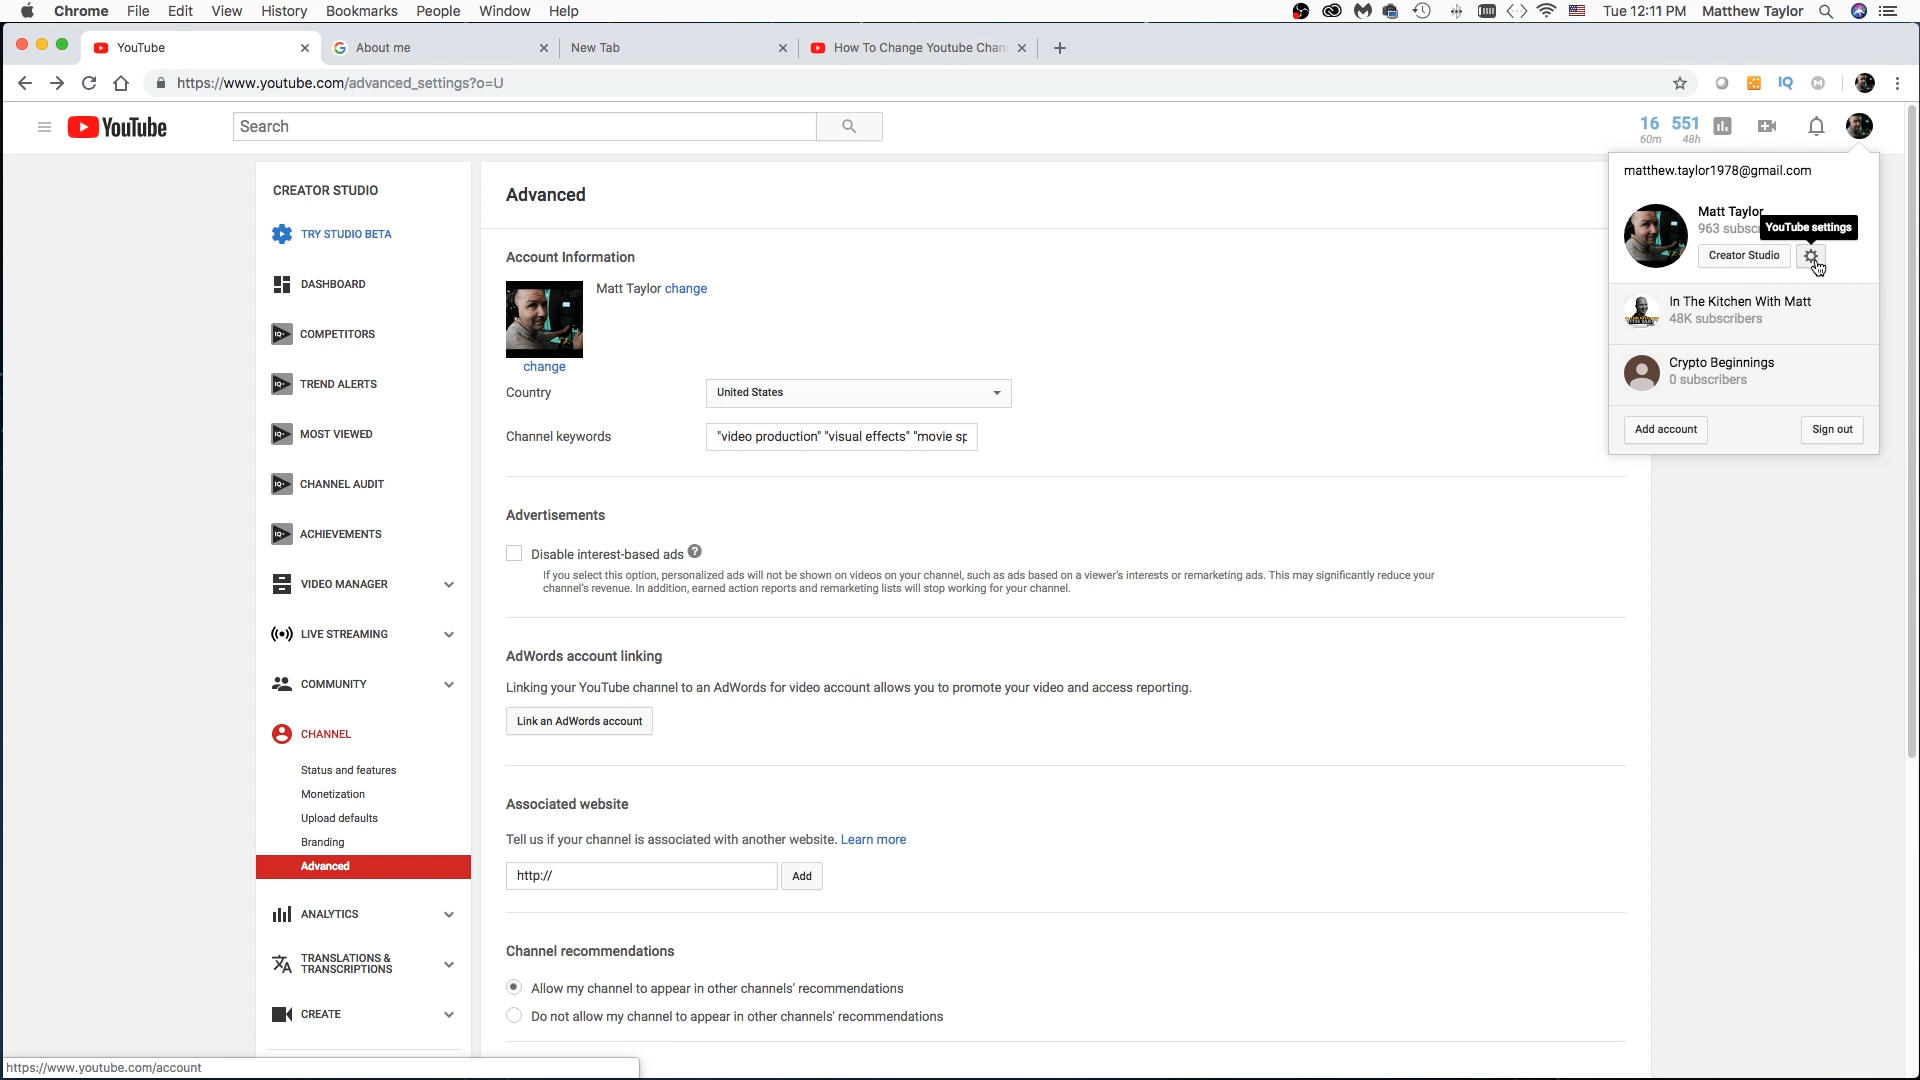 Chrome File Edit View History Bookmarks People Window Help
Tue 12:11 PM Matthew Taylor
YouTube
About me
New Tab
How To Change Youtube Chan
https://www.youtube.com/advanced_settings?o=U
IQ
YouTube
Search
16 551
60m 48h
matthew.taylor1978@gmail.com
Matt Taylor
963 subsc
YouTube settings
Creator Studio
In The Kitchen With Matt
48K subscribers
Crypto Beginnings
0 subscribers
Add account
Sign out
CREATOR STUDIO
TRY STUDIO BETA
DASHBOARD
COMPETITORS
TREND ALERTS
MOST VIEWED
CHANNEL AUDIT
ACHIEVEMENTS
VIDEO MANAGER
LIVE STREAMING
COMMUNITY
CHANNEL
Status and features
Monetization
Upload defaults
Branding
Advanced
ANALYTICS
TRANSLATIONS &
TRANSCRIPTIONS
CREATE
Advanced
Account Information
Matt Taylor change
change
Country
United States
Channel keywords
"video production" "visual effects" "movie sp
Advertisements
Disable interest-based ads
If you select this option, personalized ads will not be shown on videos on your channel, such as ads based on a viewer's interests or remarketing ads. This may significantly reduce your
channel's revenue. In addition, earned action reports and remarketing lists will stop working for your channel.
AdWords account linking
Linking your YouTube channel to an AdWords for video account allows you to promote your video and access reporting.
Link an AdWords account
Associated website
Tell us if your channel is associated with another website. Learn more
http://
Add
Channel recommendations
Allow my channel to appear in other channels' recommendations
Do not allow my channel to appear in other channels' recommendations
https://www.youtube.com/account